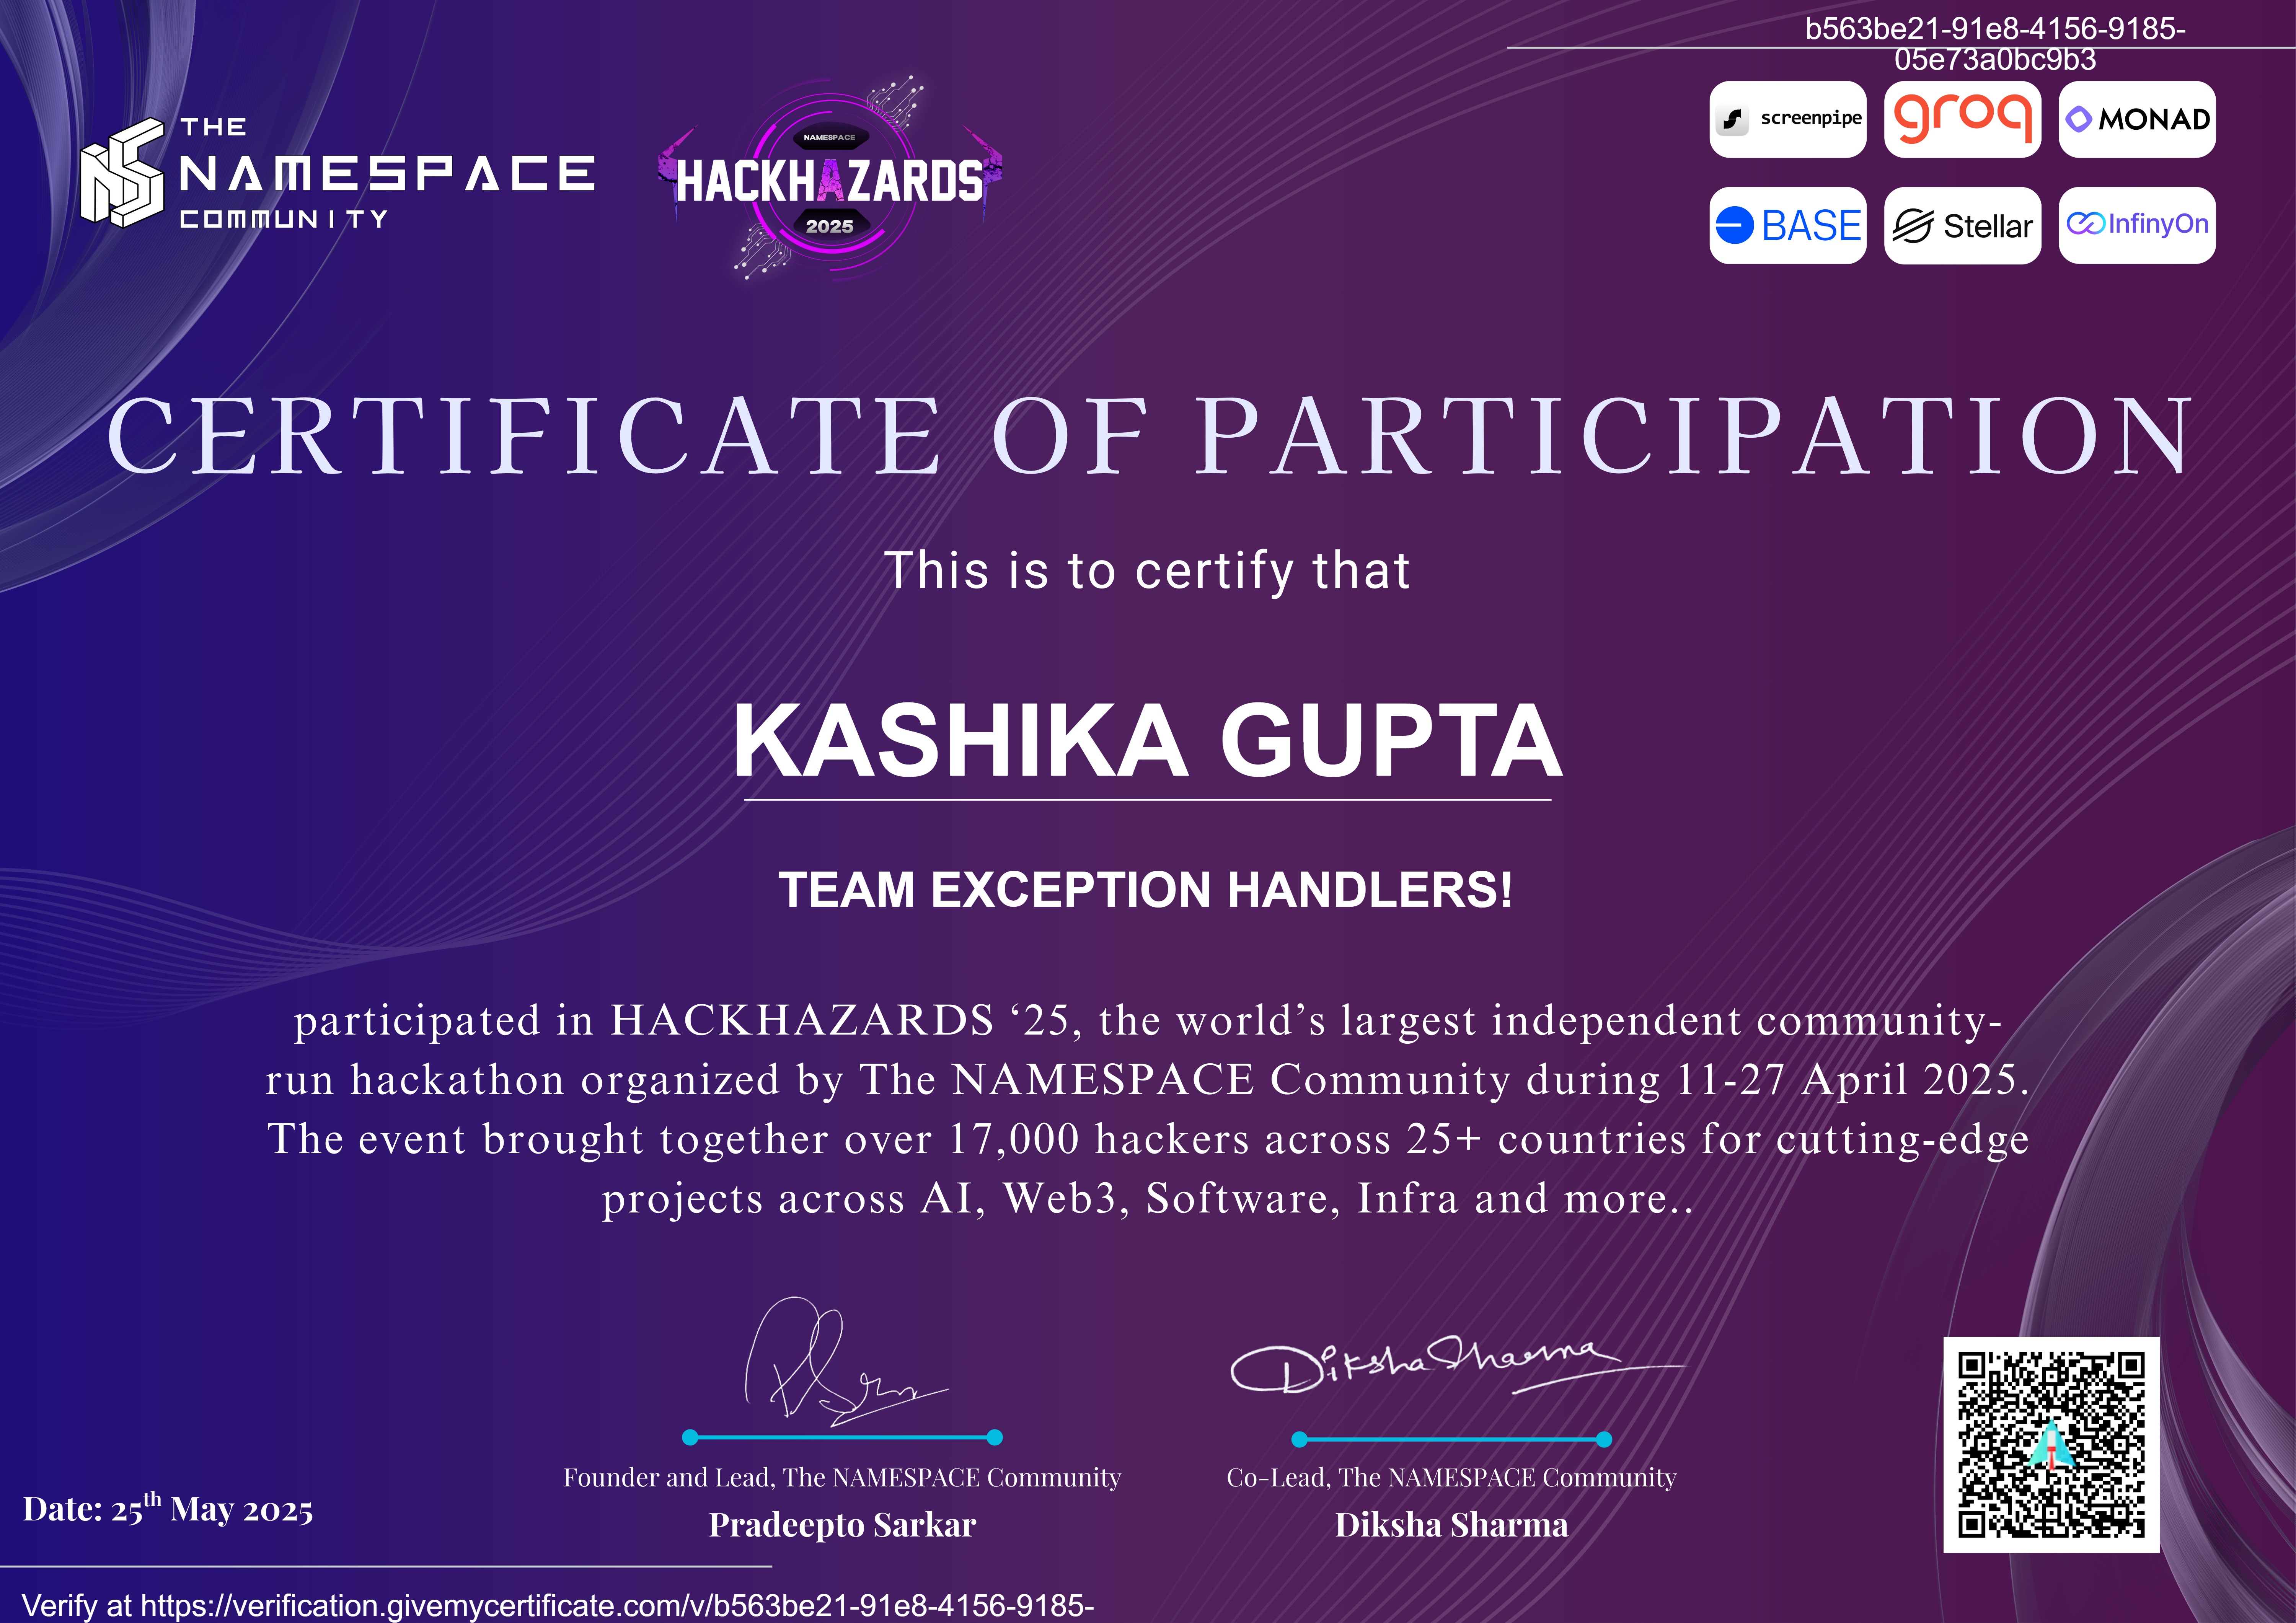 b563be21-91e8-4156-9185-
05e73a0bc9b3
THE
NAMESPACE
COMMUNITY
NAMESPACE
HACKHAZARDS
2025
screenpipe
groq
MONAD
BASE
Stellar
InfinyOn
CERTIFICATE OF PARTICIPATION
This is to certify that
KASHIKA GUPTA
TEAM EXCEPTION HANDLERS!
participated in HACKHAZARDS ‘25, the world’s largest independent community-
run hackathon organized by The NAMESPACE Community during 11-27 April 2025.
The event brought together over 17,000 hackers across 25+ countries for cutting-edge
projects across AI, Web3, Software, Infra and more..
Diksha Sharma
Founder and Lead, The NAMESPACE Community
Pradeepto Sarkar
Co-Lead, The NAMESPACE Community
Diksha Sharma
Date: 25th May 2025
Verify at https://verification.givemycertificate.com/v/b563be21-91e8-4156-9185-